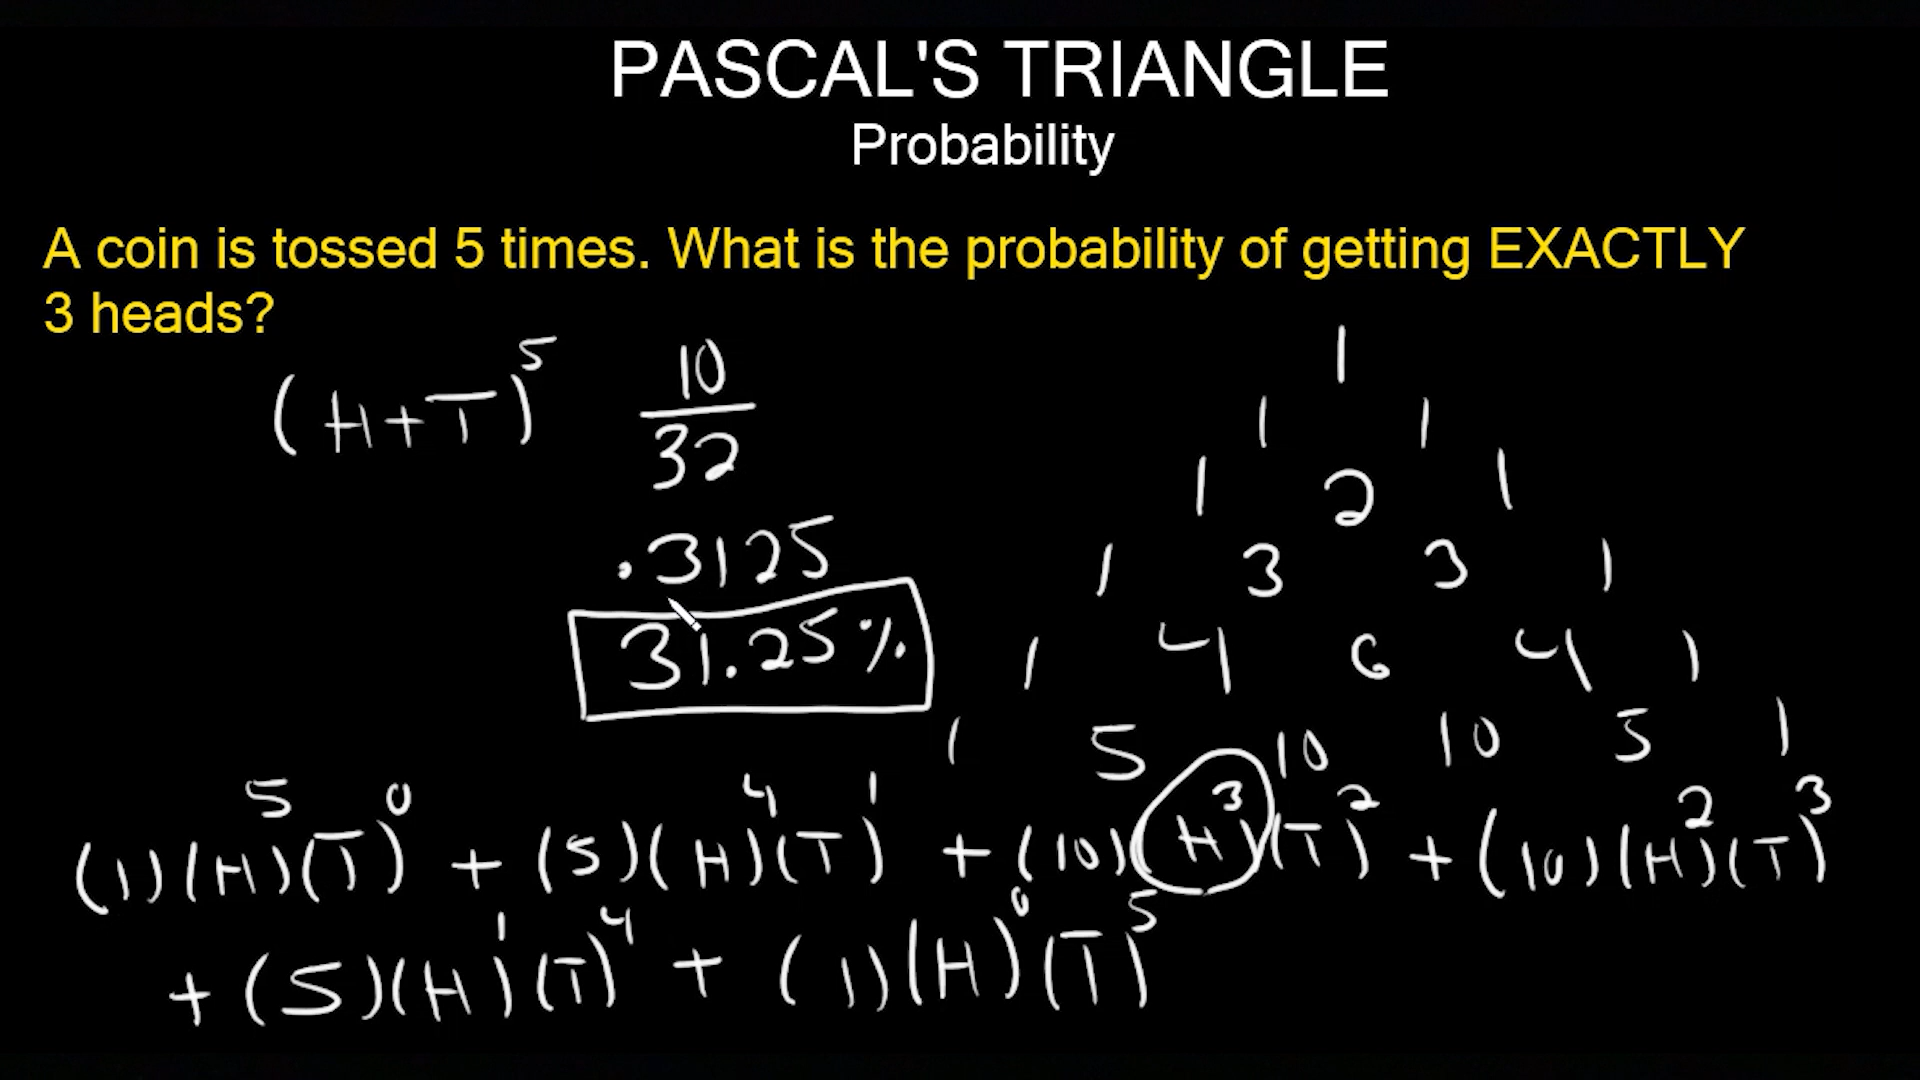 PASCAL'S TRIANGLE
Probability
A coin is tossed 5 times. What is the probability of getting EXACTLY
3 heads?
(H+T)⁵
10
32
.3125
31.25%
1
1 1
1 2 1
1 3 3 1
1 4 6 4 1
1 5 10 10 5 1
(1)(H)⁵(T)⁰ + (5)(H)⁴(T)¹ + (10)(H³)(T)² + (10)(H²)(T)³
+ (5)(H)¹(T)⁴ + (1)(H)⁰(T)⁵